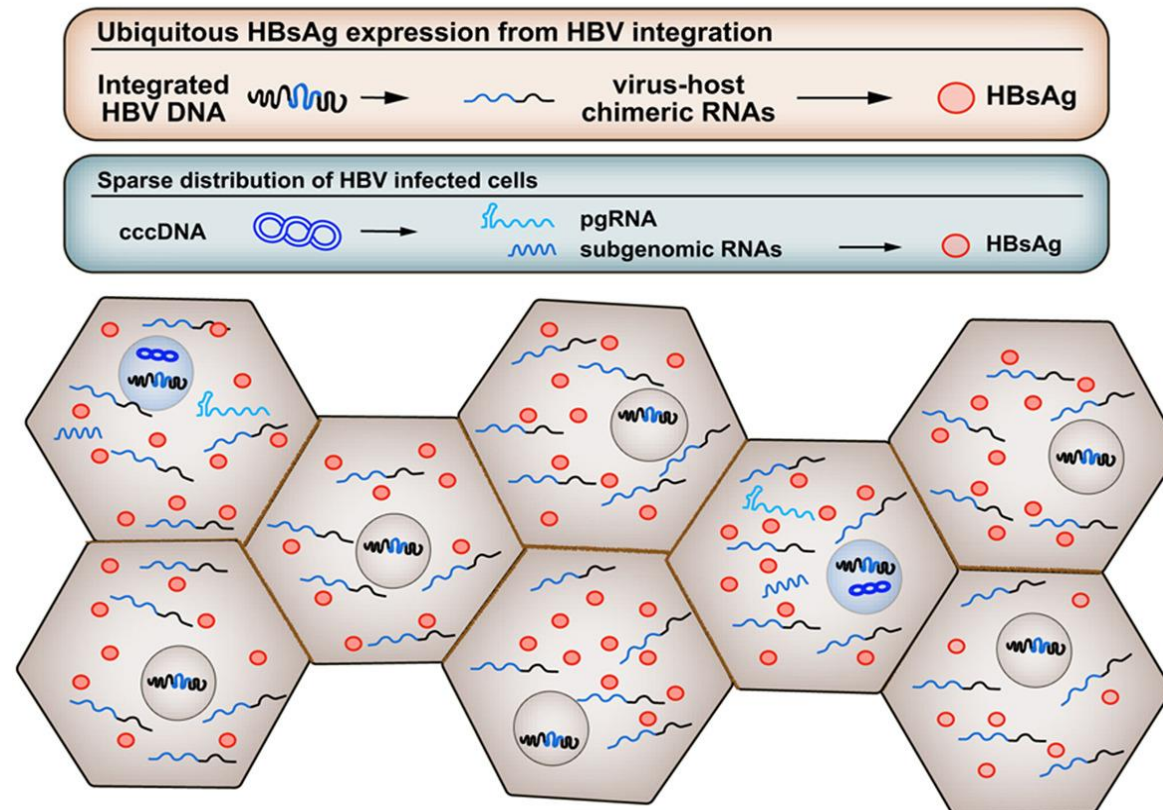 Ubiquitous HBsAg expression from HBV integration
Integrated
HBV DNA
virus-host
chimeric RNAs
HBsAg
Sparse distribution of HBV infected cells
cccDNA
pgRNA
subgenomic RNAs
HBsAg